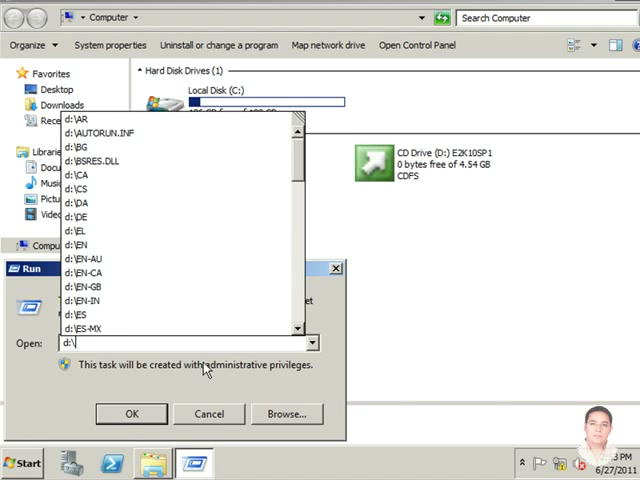 Computer
Search Computer
Organize
System properties
Uninstall or change a program
Map network drive
Open Control Panel
Favorites
Desktop
Downloads
Hard Disk Drives (1)
Local Disk (C:)
CD Drive (D:) E2K10SP1
0 bytes free of 4.54 GB
CDFS
d:\AR
d:\AUTORUN.INF
d:\BG
d:\BSRES.DLL
d:\CA
d:\CS
d:\DA
d:\DE
d:\EL
d:\EN
d:\EN-AU
d:\EN-CA
d:\EN-GB
d:\EN-IN
d:\ES
d:\ES-MX
Run
Open:
d:\
This task will be created with administrative privileges.
OK
Cancel
Browse...
Start
6/27/2011